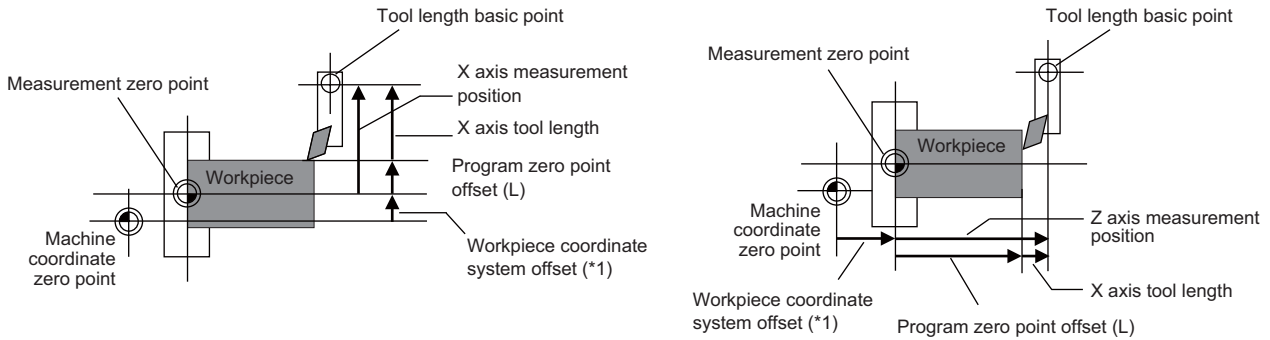 Tool length basic point
Measurement zero point
X axis measurement
position
X axis tool length
Workpiece
Program zero point
offset (L)
Machine
coordinate
zero point
Workpiece coordinate
system offset (*1)
Tool length basic point
Measurement zero point
Workpiece
Machine
coordinate
zero point
Z axis measurement
position
Workpiece coordinate
system offset (*1)
X axis tool length
Program zero point offset (L)